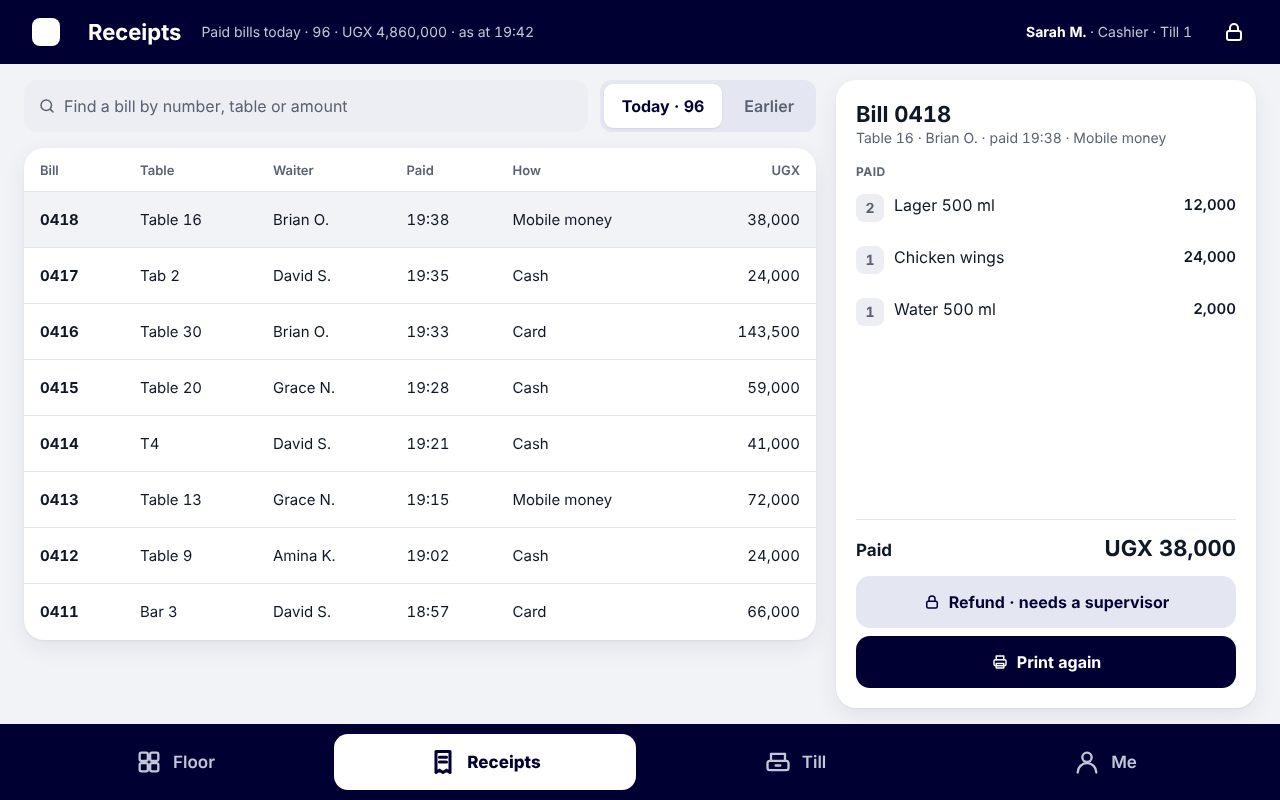 Receipts
Paid bills today · 96 · UGX 4,860,000 · as at 19:42
Sarah M. · Cashier · Till 1
Find a bill by number, table or amount
Today · 96
Earlier
Bill Table Waiter Paid How UGX
0418 Table 16 Brian O. 19:38 Mobile money 38,000
0417 Tab 2 David S. 19:35 Cash 24,000
0416 Table 30 Brian O. 19:33 Card 143,500
0415 Table 20 Grace N. 19:28 Cash 59,000
0414 T4 David S. 19:21 Cash 41,000
0413 Table 13 Grace N. 19:15 Mobile money 72,000
0412 Table 9 Amina K. 19:02 Cash 24,000
0411 Bar 3 David S. 18:57 Card 66,000
Bill 0418
Table 16 · Brian O. · paid 19:38 · Mobile money
PAID
2 Lager 500 ml 12,000
1 Chicken wings 24,000
1 Water 500 ml 2,000
Paid UGX 38,000
Refund · needs a supervisor
Print again
Floor
Receipts
Till
Me